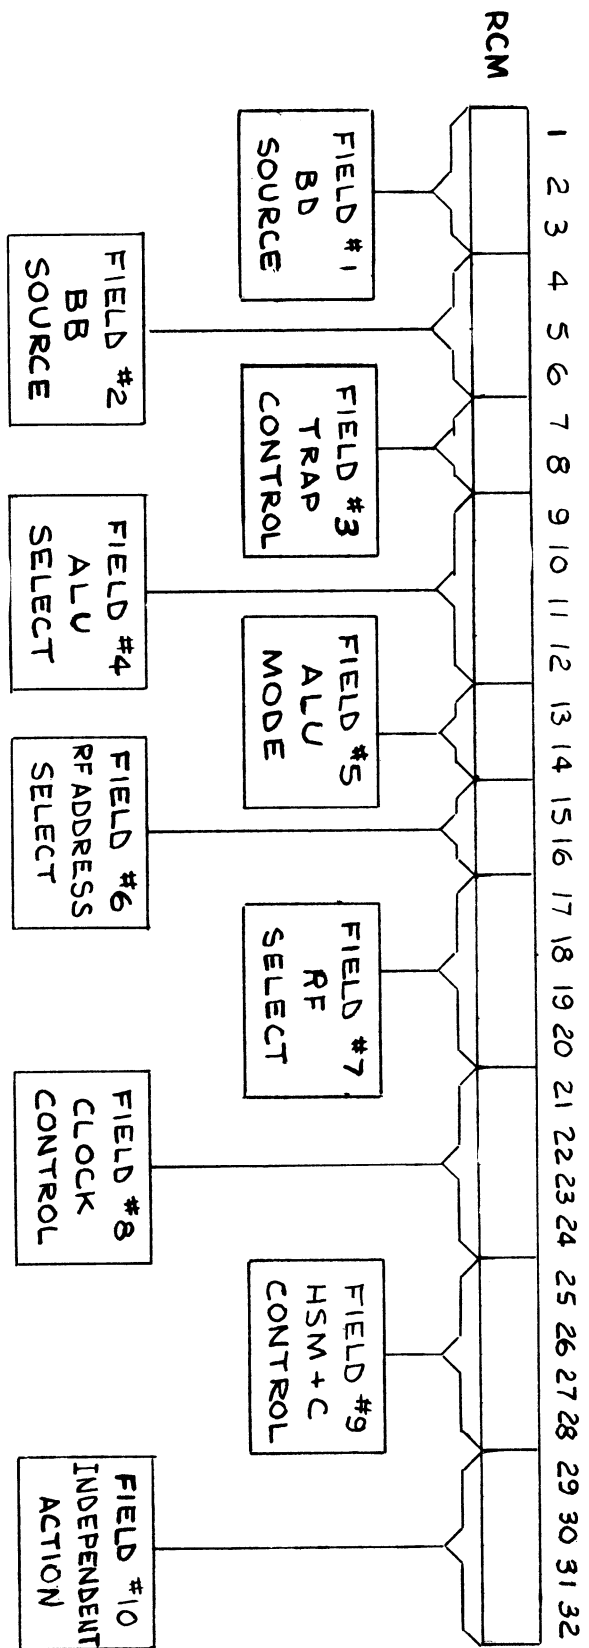 1 2 3 4 5 6 7 8 9 10 11 12 13 14 15 16 17 18 19 20 21 22 23 24 25 26 27 28 29 30 31 32
RCM
FIELD #1
BD
SOURCE
FIELD #2
BB
SOURCE
FIELD #3
TRAP
CONTROL
FIELD #4
ALU
SELECT
FIELD #5
ALU
MODE
FIELD #6
RF ADDRESS
SELECT
FIELD #7
RF
SELECT
FIELD #8
CLOCK
CONTROL
FIELD #9
HSM+C
CONTROL
FIELD #10
INDEPENDENT
ACTION